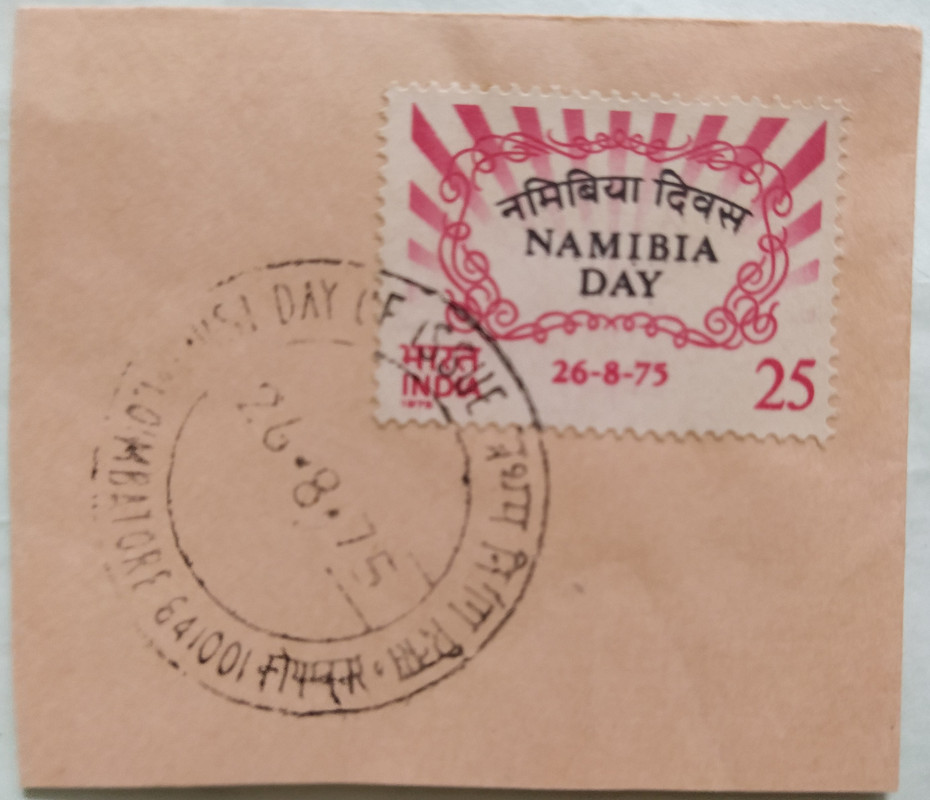 नमिबिया दिवस
NAMIBIA
DAY
भारत
INDIA
1975
26-8-75
25
DAY OF ISSUE
COIMBATORE 641001
26.8.75